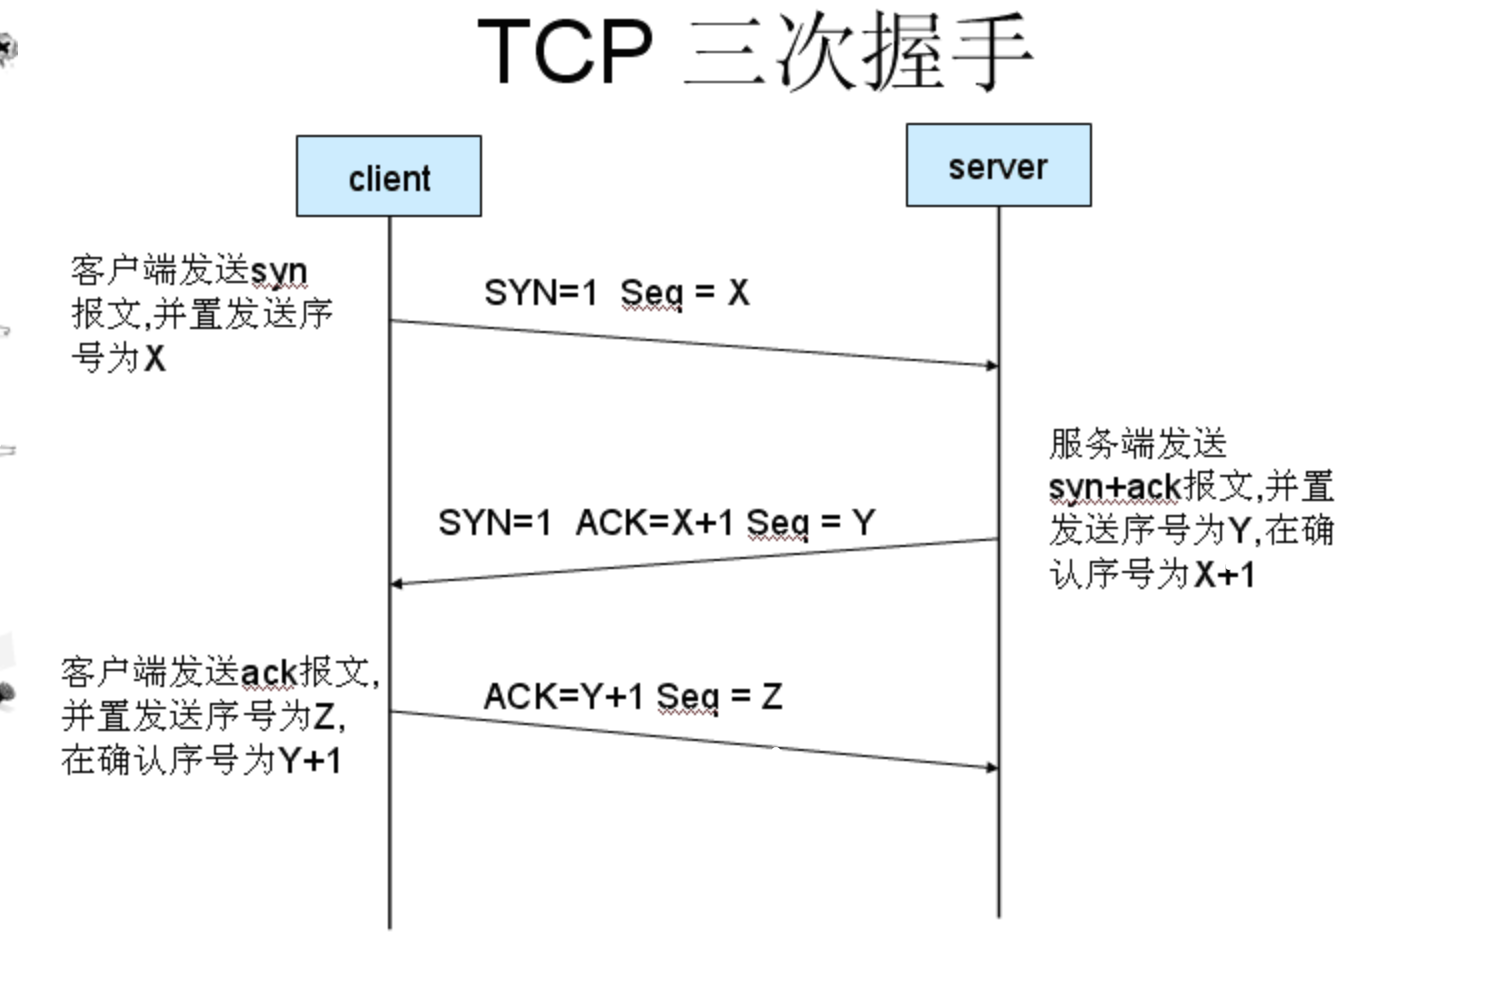 TCP 三次握手
client
server
客户端发送syn
报文,并置发送序
号为X
SYN=1 Seq = X
服务端发送
syn+ack报文,并置
发送序号为Y,在确
认序号为X+1
SYN=1 ACK=X+1 Seq = Y
客户端发送ack报文,
并置发送序号为Z,
在确认序号为Y+1
ACK=Y+1 Seq = Z